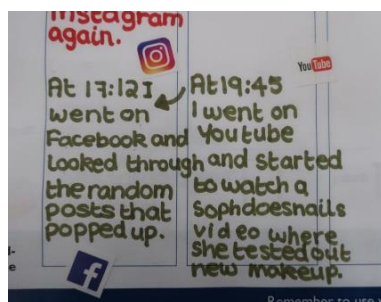 Instagram
again.
At 17:12 I
went on
Facebook and
looked through
the random
posts that
popped up.
YouTube
At 19:45
I went on
Youtube
and started
to watch a
sophdoesnails
video where
she tested out
new makeup.
f
Remember to use